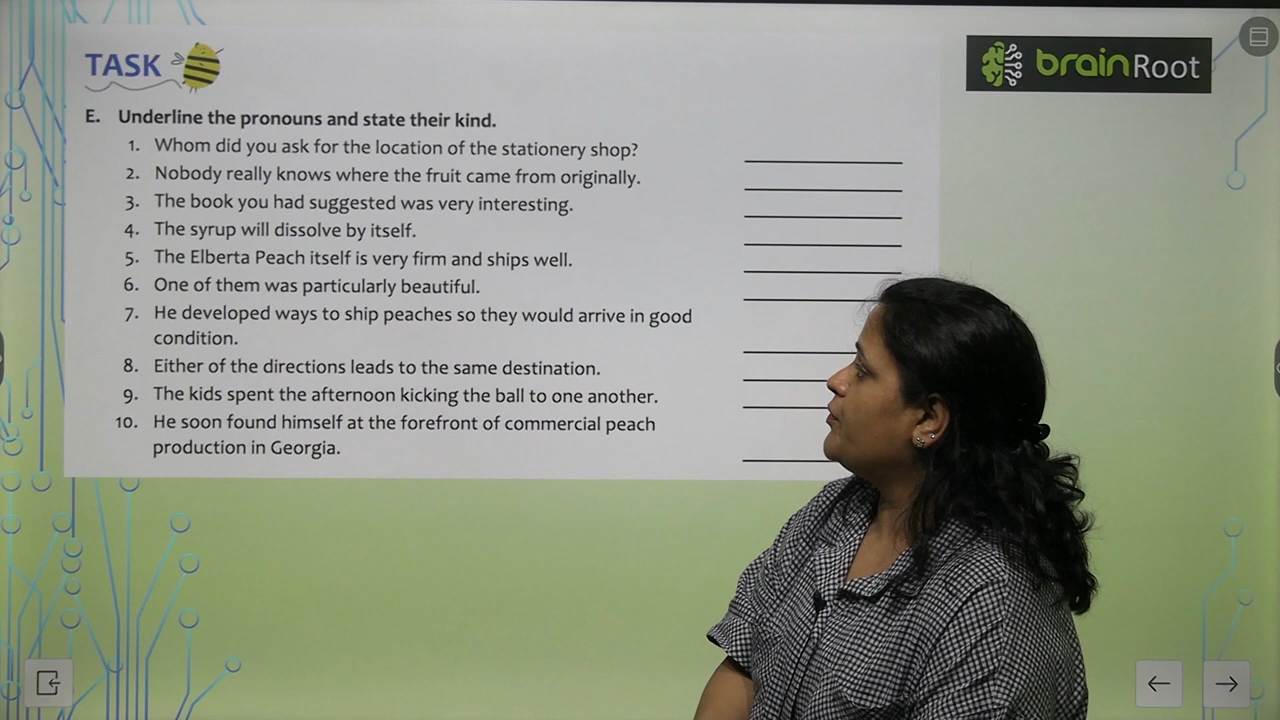 TASK
brainRoot
E. Underline the pronouns and state their kind.
1. Whom did you ask for the location of the stationery shop?
2. Nobody really knows where the fruit came from originally.
3. The book you had suggested was very interesting.
4. The syrup will dissolve by itself.
5. The Elberta Peach itself is very firm and ships well.
6. One of them was particularly beautiful.
7. He developed ways to ship peaches so they would arrive in good
condition.
8. Either of the directions leads to the same destination.
9. The kids spent the afternoon kicking the ball to one another.
10. He soon found himself at the forefront of commercial peach
production in Georgia.